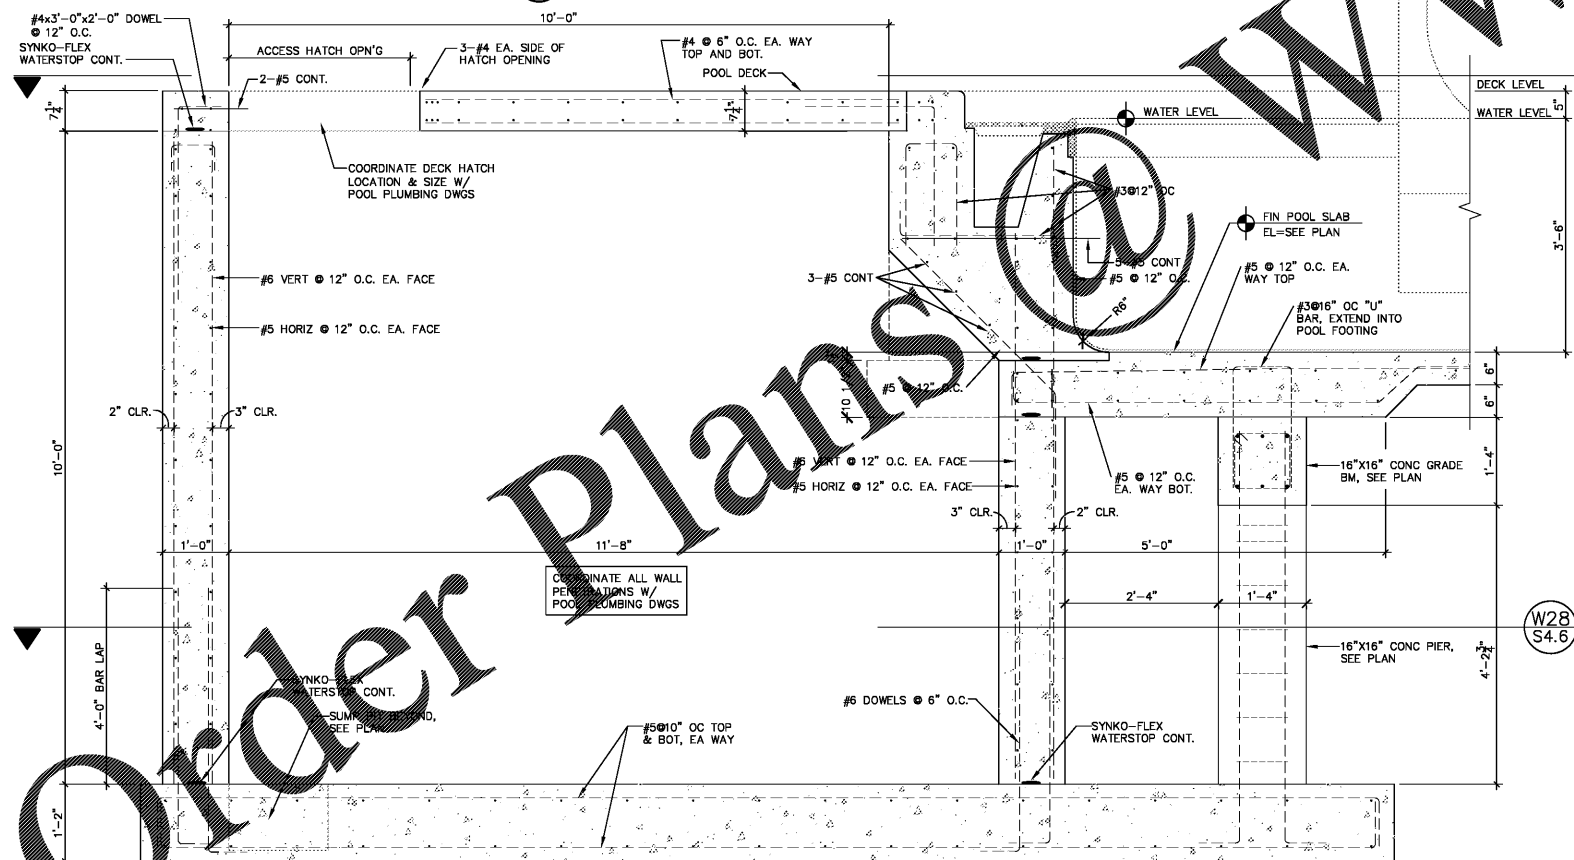 #4x3'-0"x2'-0" DOWEL
@ 12" O.C.
SYNKO-FLEX
WATERSTOP CONT.
10'-0"
ACCESS HATCH OPN'G
2-#5 CONT.
3-#4 EA. SIDE OF
HATCH OPENING
#4 @ 6" O.C. EA. WAY
TOP AND BOT.
POOL DECK
7 1/4"
7 1/2"
WATER LEVEL
DECK LEVEL
WATER LEVEL
5"
COORDINATE DECK HATCH
LOCATION & SIZE W/
POOL PLUMBING DWGS
#3@12" OC
FIN POOL SLAB
EL=SEE PLAN
3'-6"
#6 VERT @ 12" O.C. EA. FACE
#5 HORIZ @ 12" O.C. EA. FACE
3-#5 CONT
#5 @ 12" O.C.
#5 @ 12" O.C. EA.
WAY TOP
R6"
#3@16" OC "U"
BAR, EXTEND INTO
POOL FOOTING
#5 @ 12" O.C.
6"
6"
2" CLR.
3" CLR.
10'-0"
#6 VERT @ 12" O.C. EA. FACE
#5 HORIZ @ 12" O.C. EA. FACE
#5 @ 12" O.C.
EA. WAY BOT.
16"X16" CONC GRADE
BM, SEE PLAN
1'-4"
3" CLR.
2" CLR.
1'-0"
11'-8"
1'-0"
5'-0"
COORDINATE ALL WALL
PENETRATIONS W/
POOL PLUMBING DWGS
2'-4"
1'-4"
W28
S4.6
16"X16" CONC PIER,
SEE PLAN
4'-2 3/4"
4'-0" BAR LAP
SYNKO-FLEX
WATERSTOP CONT.
SUMP PIT BEYOND,
SEE PLAN
#5@10" OC TOP
& BOT, EA WAY
#6 DOWELS @ 6" O.C.
SYNKO-FLEX
WATERSTOP CONT.
1'-2"
Order Plans @ w